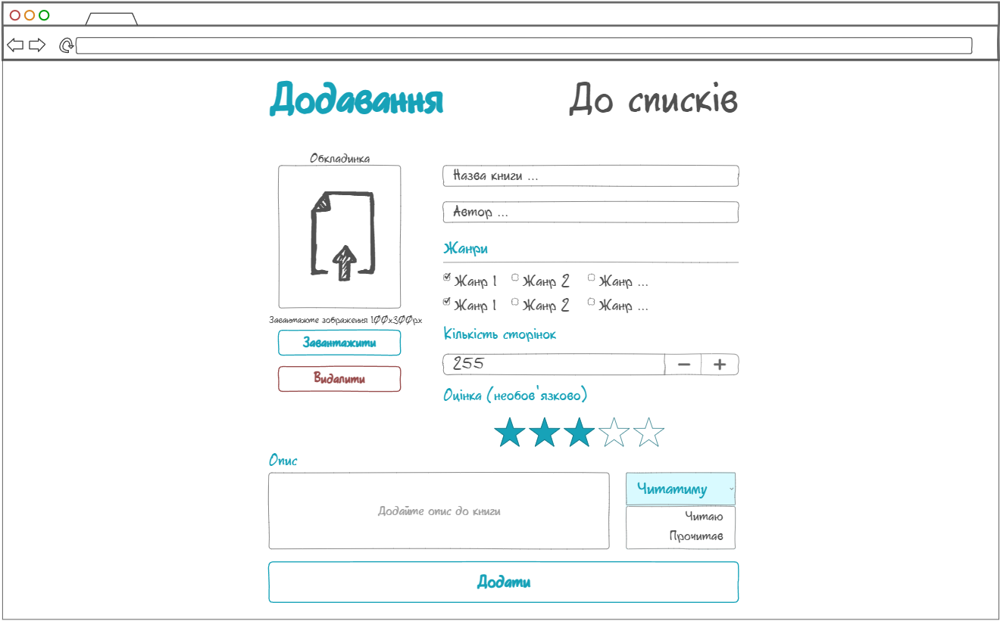 Додавання До списків
Обкладинка
Назва книги ...
Автор ...
Жанри
Жанр 1 Жанр 2 Жанр ...
Жанр 1 Жанр 2 Жанр ...
Завантажте зображення 100x300px
Завантажити
Видалити
Кількість сторінок
255
Оцінка (необов'язково)
Опис
Додайте опис до книги
Читатиму
Читаю
Прочитав
Додати